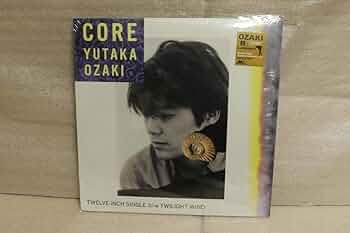 CORE
YUTAKA
OZAKI
OZAKI
TWELVE-INCH SINGLE b/w TWILIGHT WIND